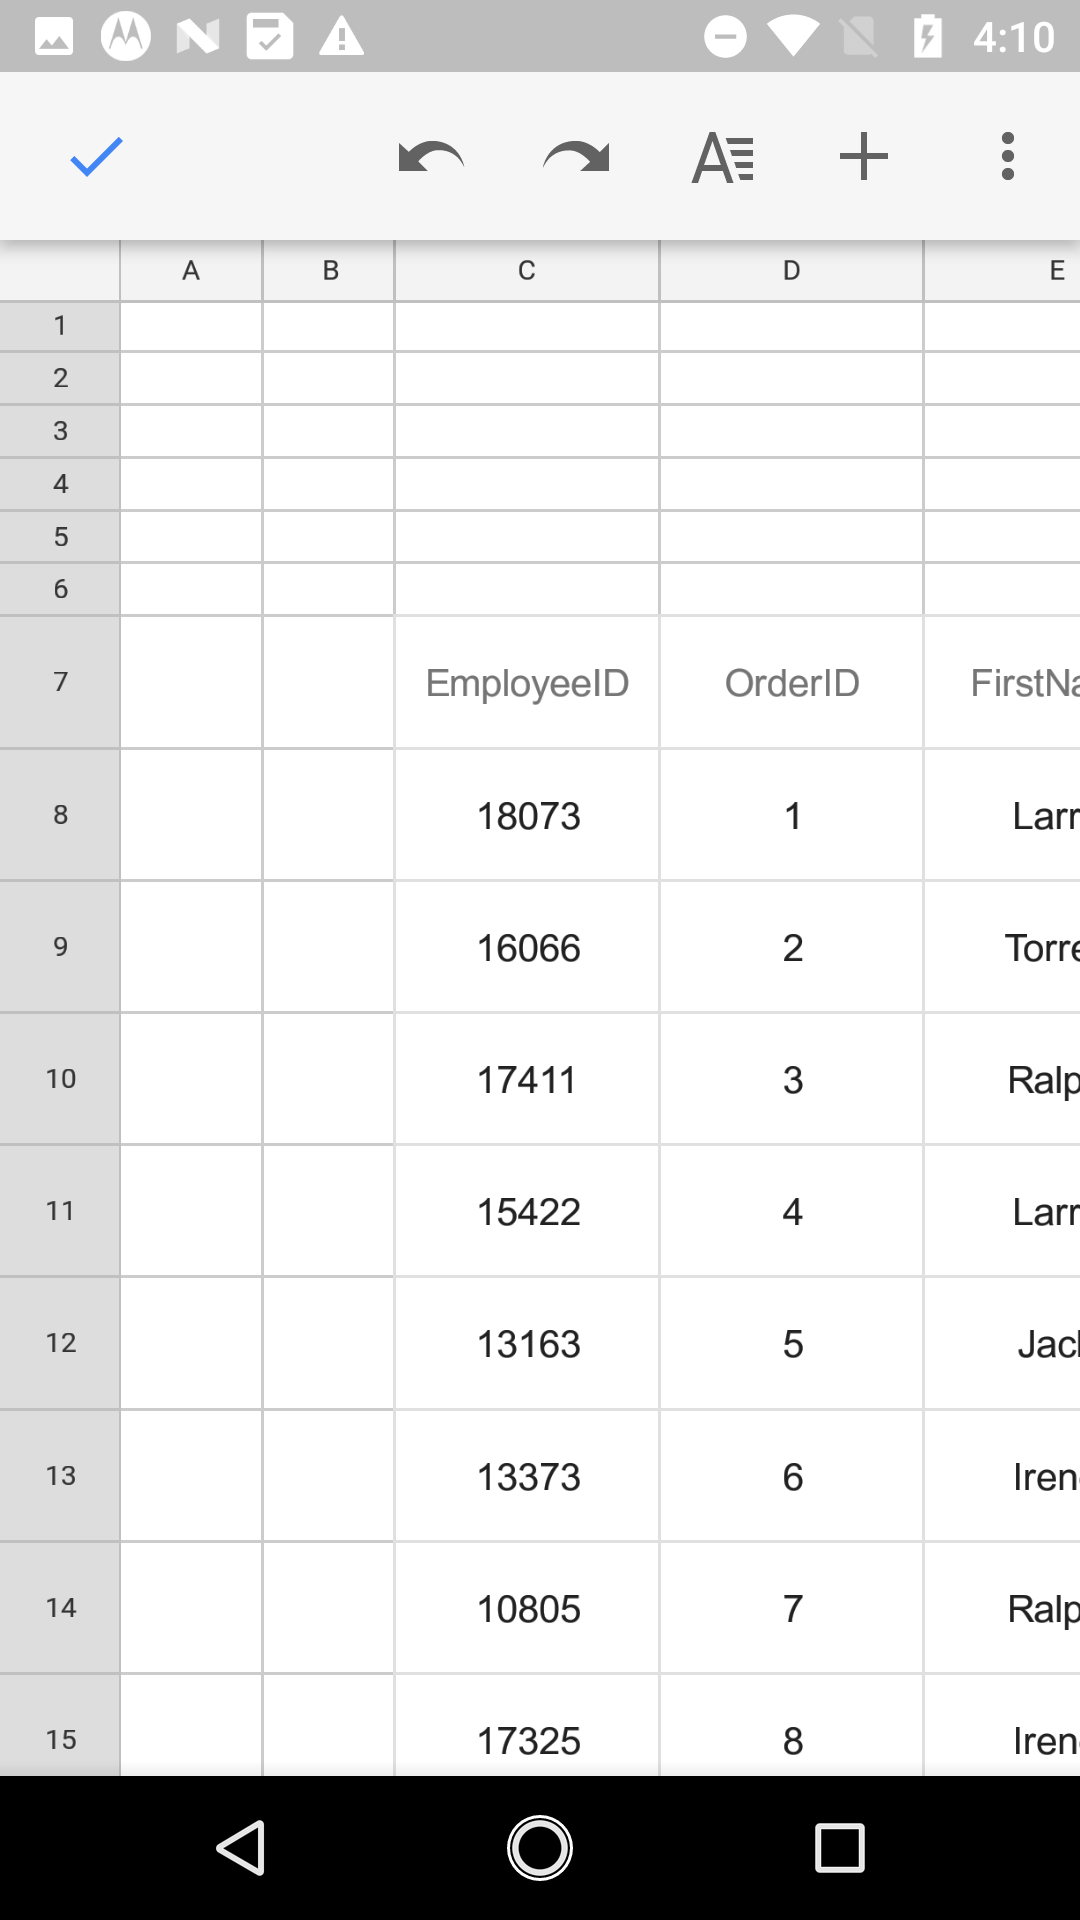 4:10
A B C D E
1
2
3
4
5
6
7 EmployeeID OrderID FirstNa
8 18073 1 Larr
9 16066 2 Torre
10 17411 3 Ralp
11 15422 4 Larr
12 13163 5 Jack
13 13373 6 Iren
14 10805 7 Ralp
15 17325 8 Iren